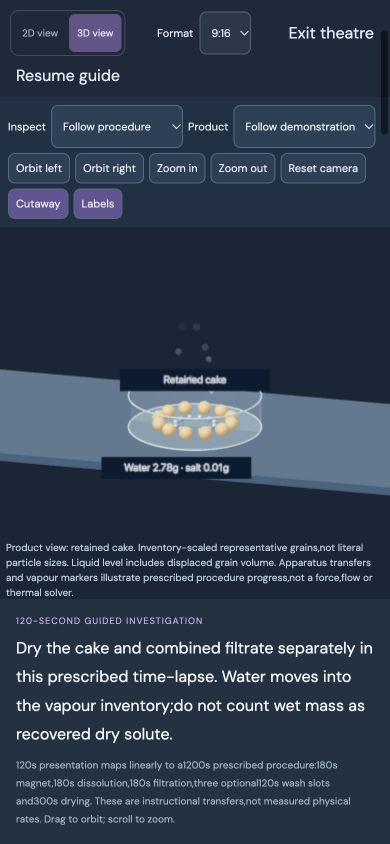 2D view 3D view Format 9:16 Exit theatre
Resume guide
Inspect Follow procedure Product Follow demonstration
Orbit left Orbit right Zoom in Zoom out Reset camera
Cutaway Labels
Retained cake
Water 2.78g · salt 0.01g
Product view: retained cake. Inventory-scaled representative grains,not literal
particle sizes. Liquid level includes displaced grain volume. Apparatus transfers
and vapour markers illustrate prescribed procedure progress,not a force,flow or
thermal solver.
120-SECOND GUIDED INVESTIGATION
Dry the cake and combined filtrate separately in
this prescribed time-lapse. Water moves into
the vapour inventory;do not count wet mass as
recovered dry solute.
120s presentation maps linearly to a1200s prescribed procedure:180s
magnet,180s dissolution,180s filtration,three optional120s wash slots
and300s drying. These are instructional transfers,not measured physical
rates. Drag to orbit; scroll to zoom.